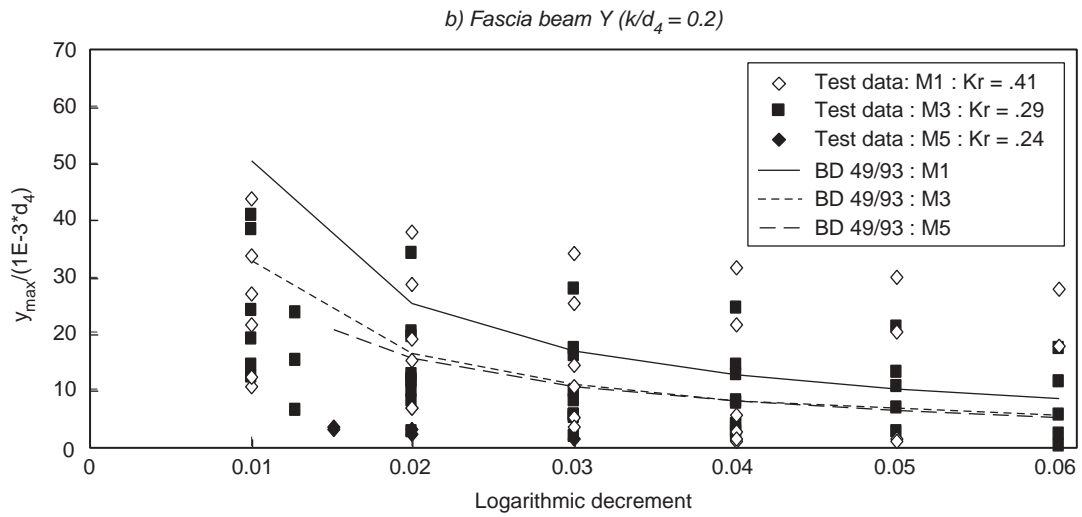 b) Fascia beam Y (k/d4 = 0.2)
70
60
50
40
30
20
10
0
ymax/(1E-3*d4)
Test data: M1 : Kr = .41
Test data : M3 : Kr = .29
Test data : M5 : Kr = .24
BD 49/93 : M1
BD 49/93 : M3
BD 49/93 : M5
0 0.01 0.02 0.03 0.04 0.05 0.06
Logarithmic decrement